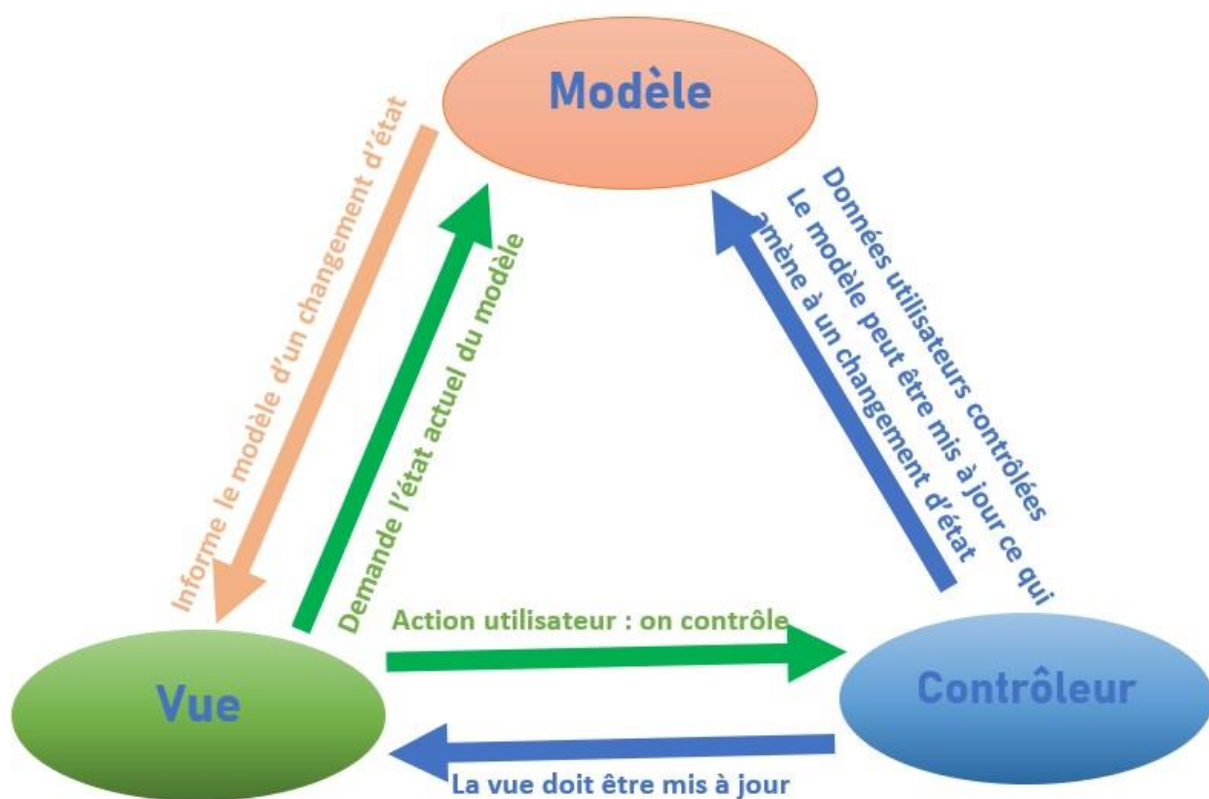 Modèle
Informe le modèle d'un changement d'état
Demande l'état actuel du modèle
Données utilisateurs contrôlées
Le modèle peut être mis à jour ce qui
amène à un changement d'état
Action utilisateur : on contrôle
Vue
Contrôleur
La vue doit être mis à jour